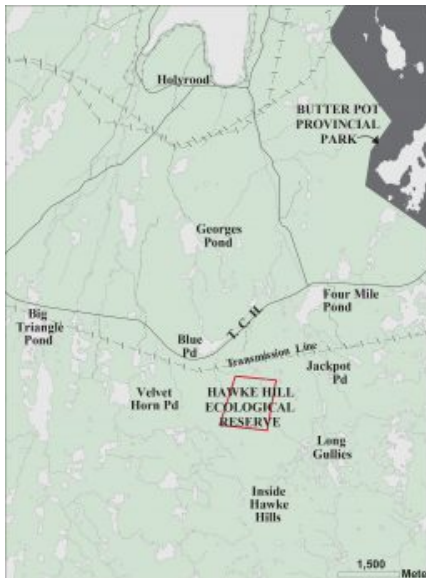 Holyrood
BUTTER POT
PROVINCIAL
PARK
Georges
Pond
Four Mile
Pond
Big
Triangle
Pond
T. C. H.
Blue
Pd
Transmission Line
Jackpot
Pd
Velvet
Horn Pd
HAWKE HILL
ECOLOGICAL
RESERVE
Long
Gullies
Inside
Hawke
Hills
1,500
Mete